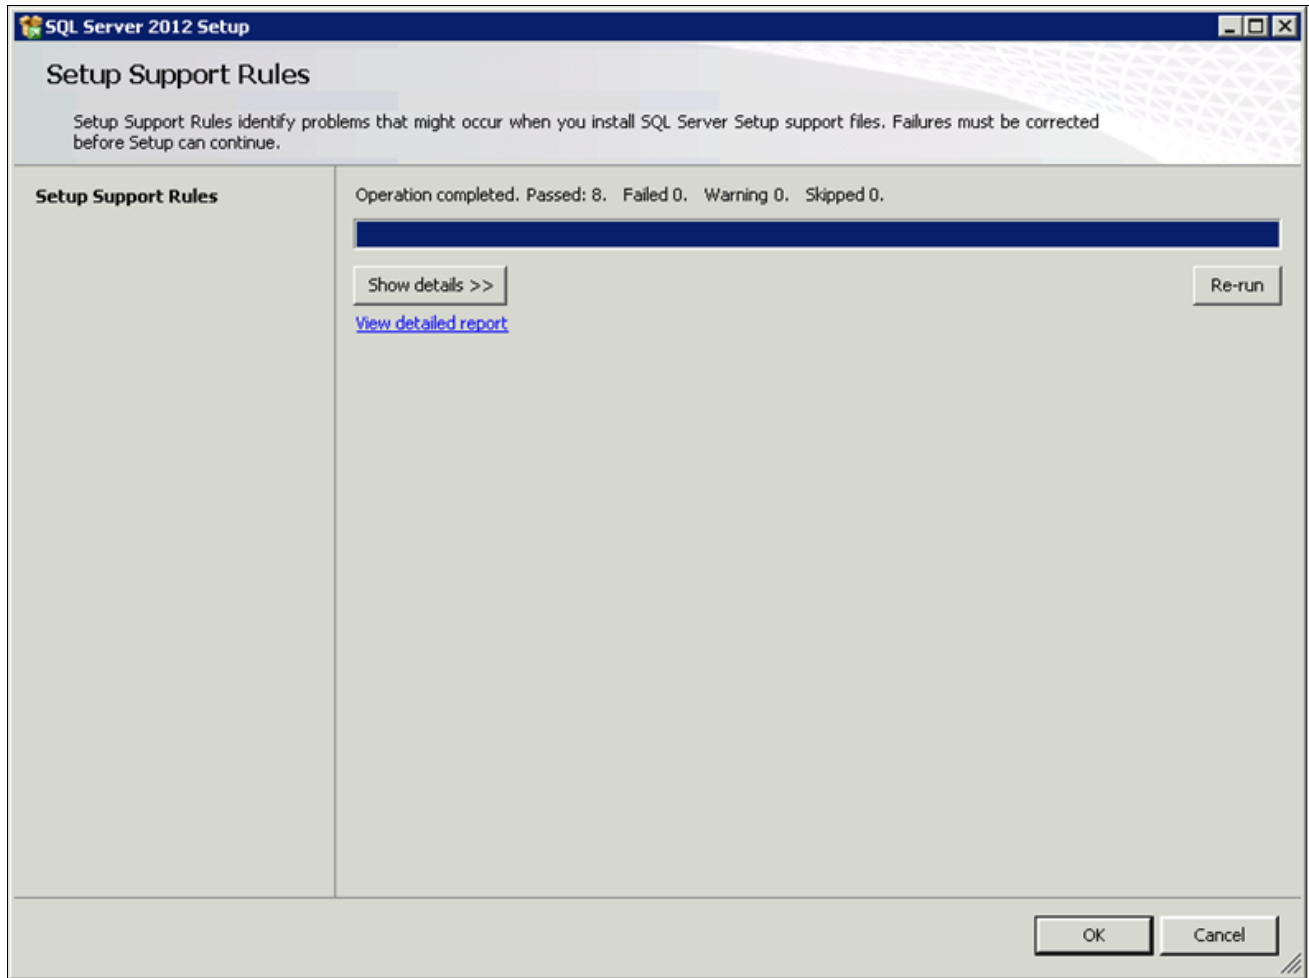 SQL Server 2012 Setup
Setup Support Rules
Setup Support Rules identify problems that might occur when you install SQL Server Setup support files. Failures must be corrected
before Setup can continue.
Setup Support Rules
Operation completed. Passed: 8.   Failed 0.   Warning 0.   Skipped 0.
Show details >>
Re-run
View detailed report
OK
Cancel